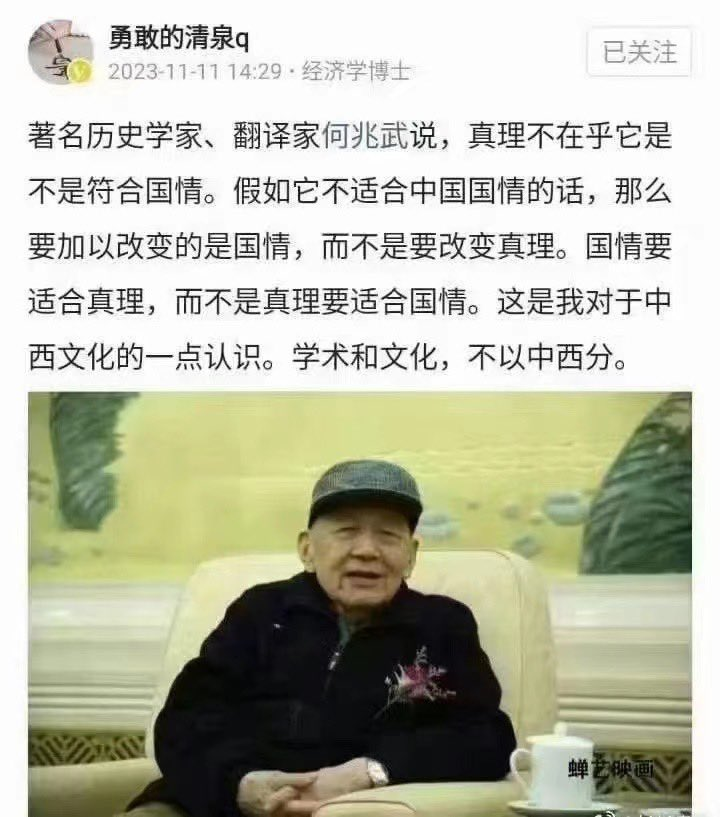 勇敢的清泉q
已关注
2023-11-11 14:29·经济学博士
著名历史学家、翻译家何兆武说，真理不在乎它是
不是符合国情。假如它不适合中国国情的话，那么
要加以改变的是国情，而不是要改变真理。国情要
适合真理，而不是真理要适合国情。这是我对于中
西文化的一点认识。学术和文化，不以中西分。
蝉艺映画